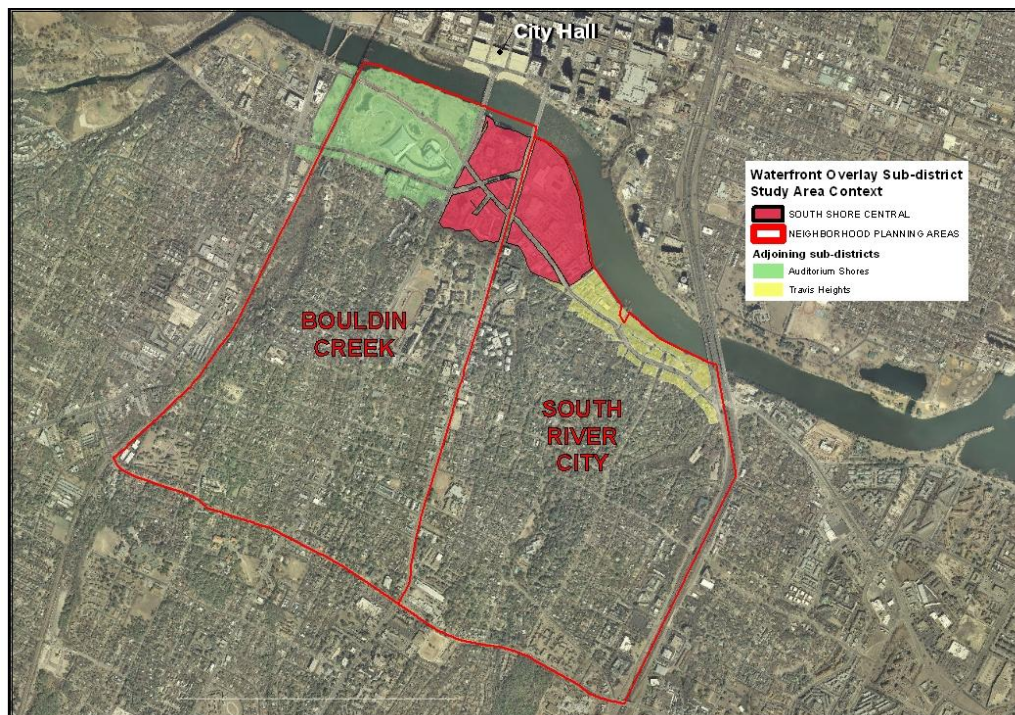 City Hall
Waterfront Overlay Sub-district
Study Area Context
SOUTH SHORE CENTRAL
NEIGHBORHOOD PLANNING AREAS
Adjoining sub-districts
Auditorium Shores
Travis Heights
BOULDIN
CREEK
SOUTH
RIVER
CITY